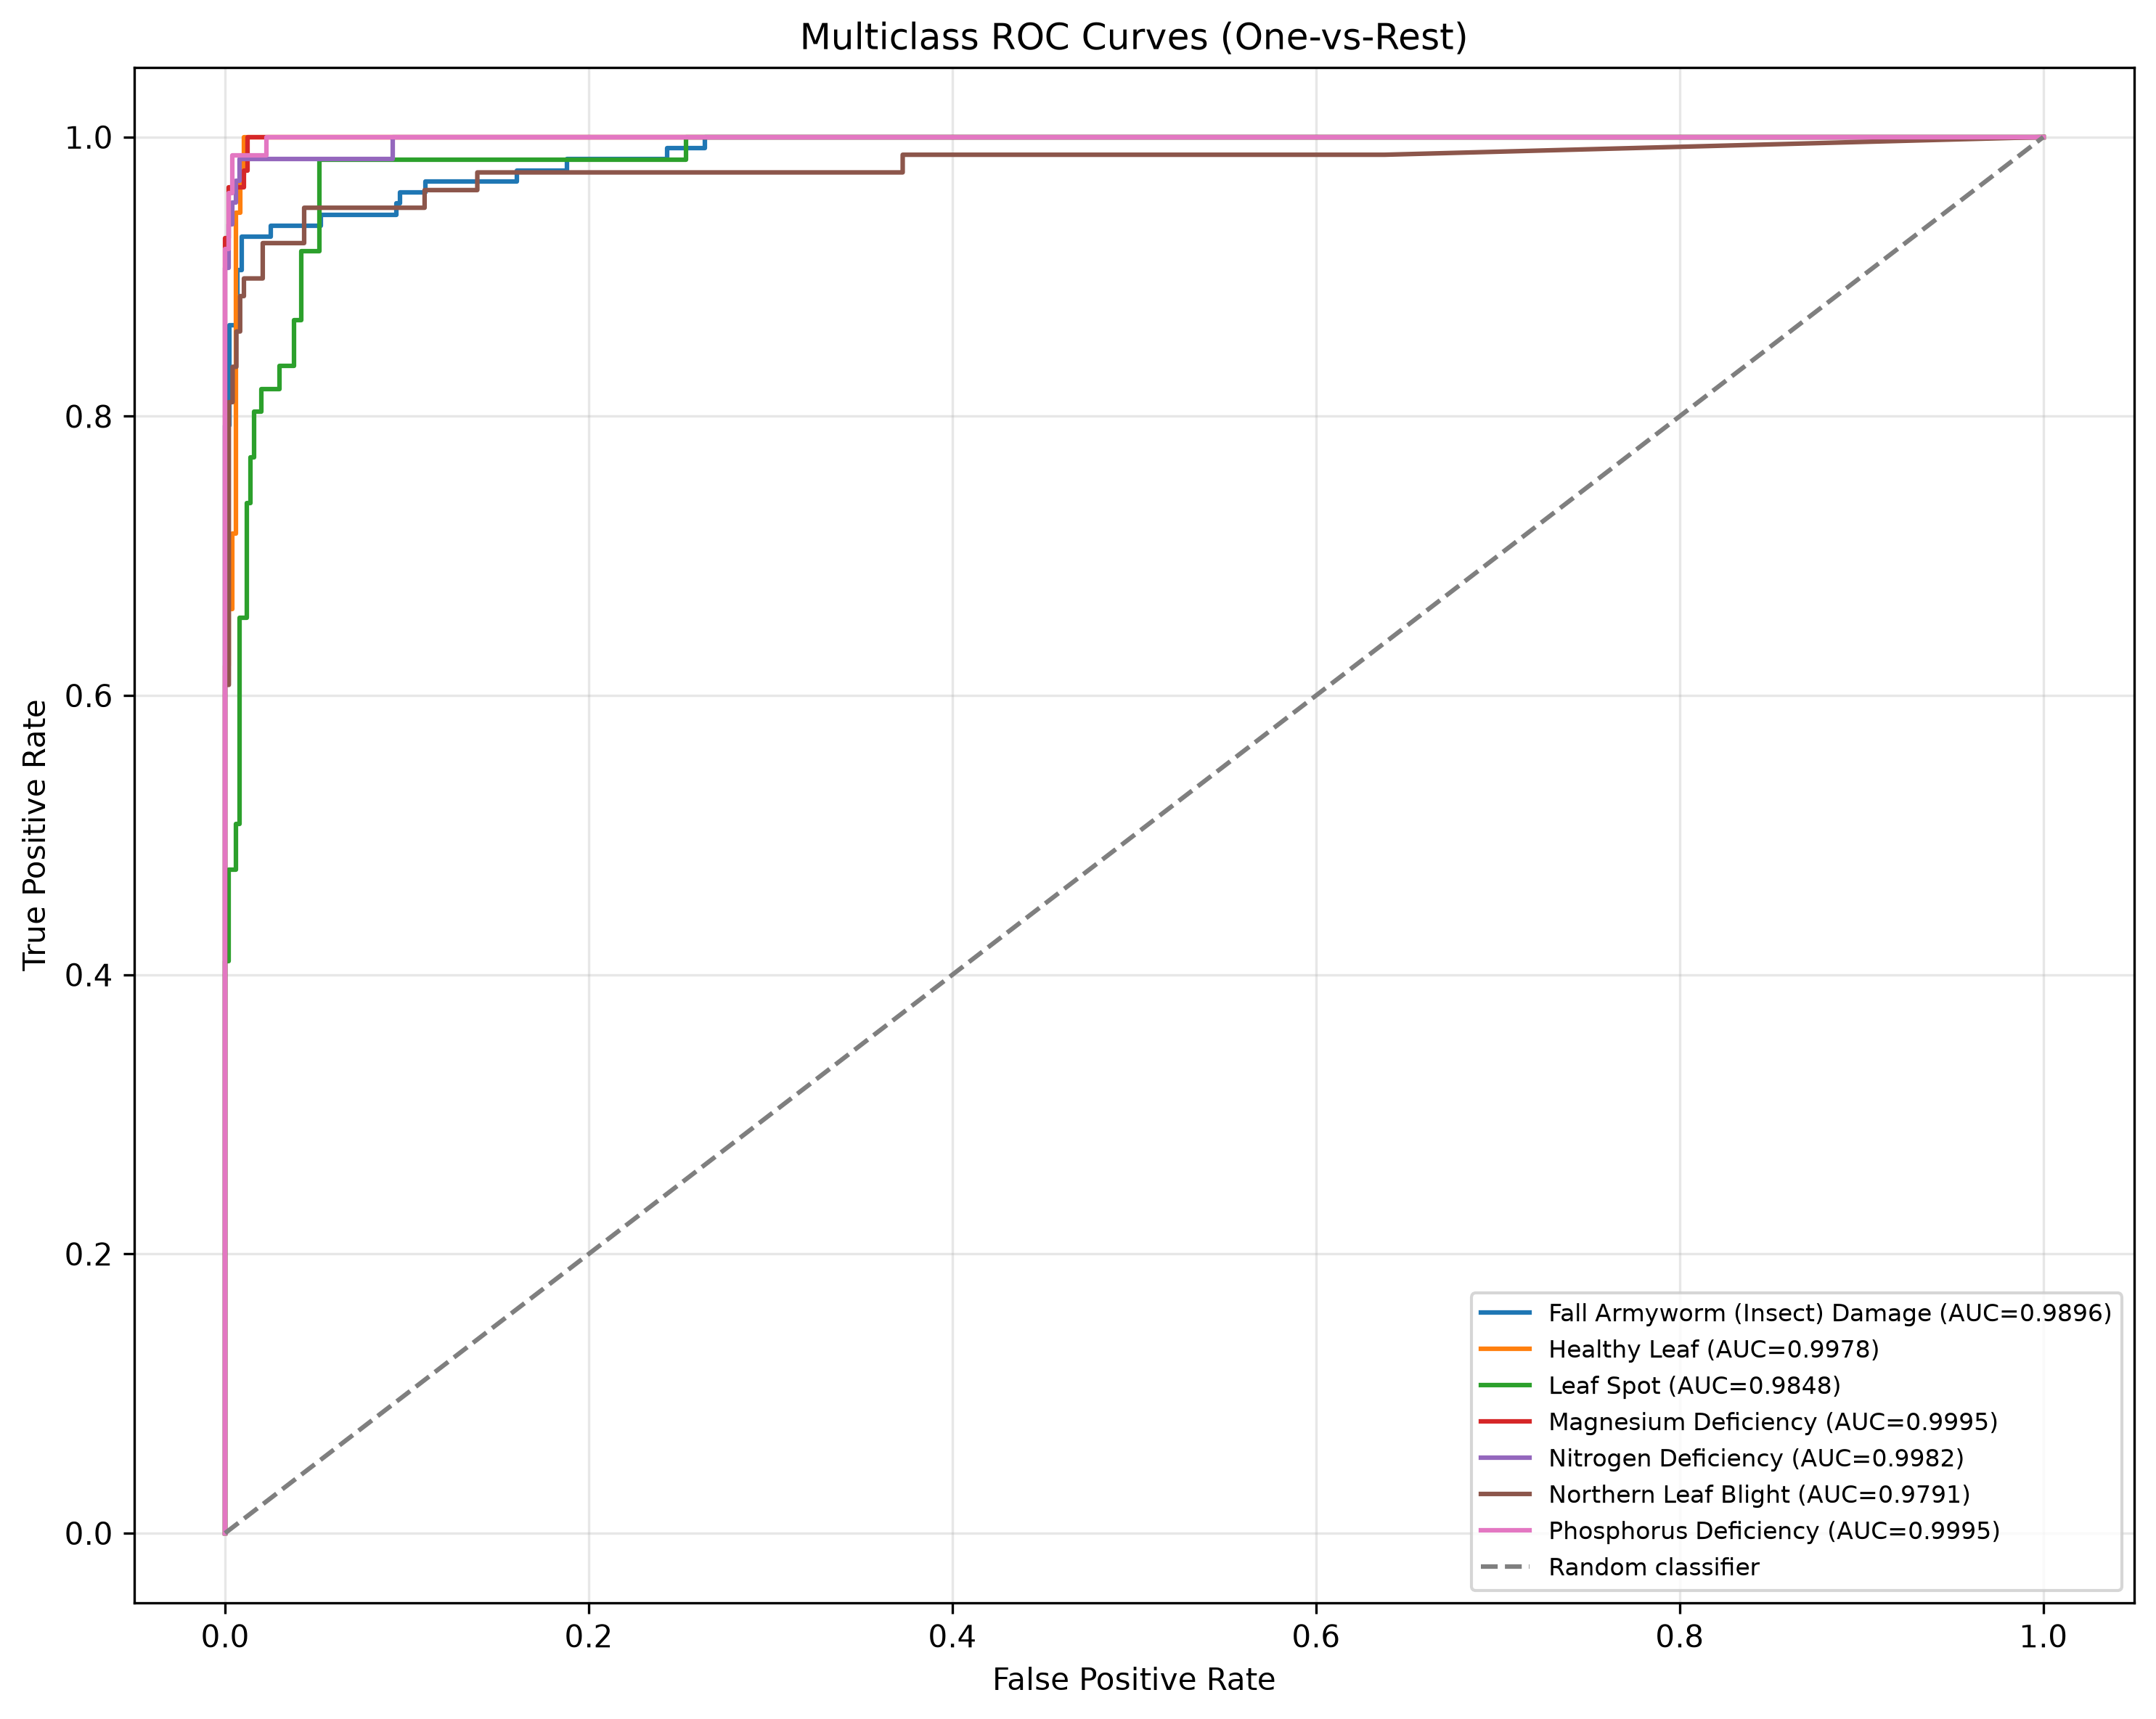 Multiclass ROC Curves (One-vs-Rest)
True Positive Rate
1.0
0.8
0.6
0.4
0.2
0.0
0.0
0.2
0.4
0.6
0.8
1.0
False Positive Rate
Fall Armyworm (Insect) Damage (AUC=0.9896)
Healthy Leaf (AUC=0.9978)
Leaf Spot (AUC=0.9848)
Magnesium Deficiency (AUC=0.9995)
Nitrogen Deficiency (AUC=0.9982)
Northern Leaf Blight (AUC=0.9791)
Phosphorus Deficiency (AUC=0.9995)
Random classifier